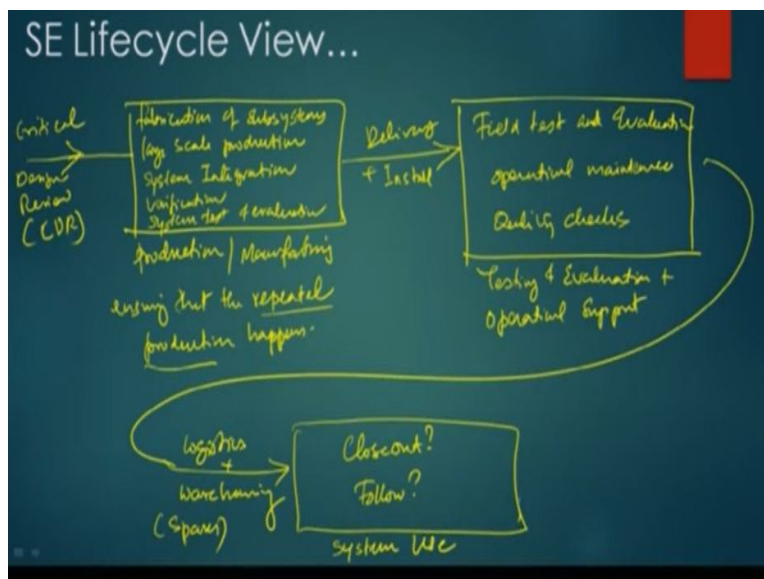 SE Lifecycle View...
Critical
Design
Review
(CDR)
Fabrication of Subsystems
large scale production
System Integration
Verification
System test & evaluation
Production / Manufacturing
ensuring that the repeated
production happens.
Delivery
+ Install
Field test and Evaluation
operational maintenance
Quality checks
Testing & Evaluation +
Operational Support
Logistics
+
Warehousing
(Spares)
Closeout?
Follow?
System